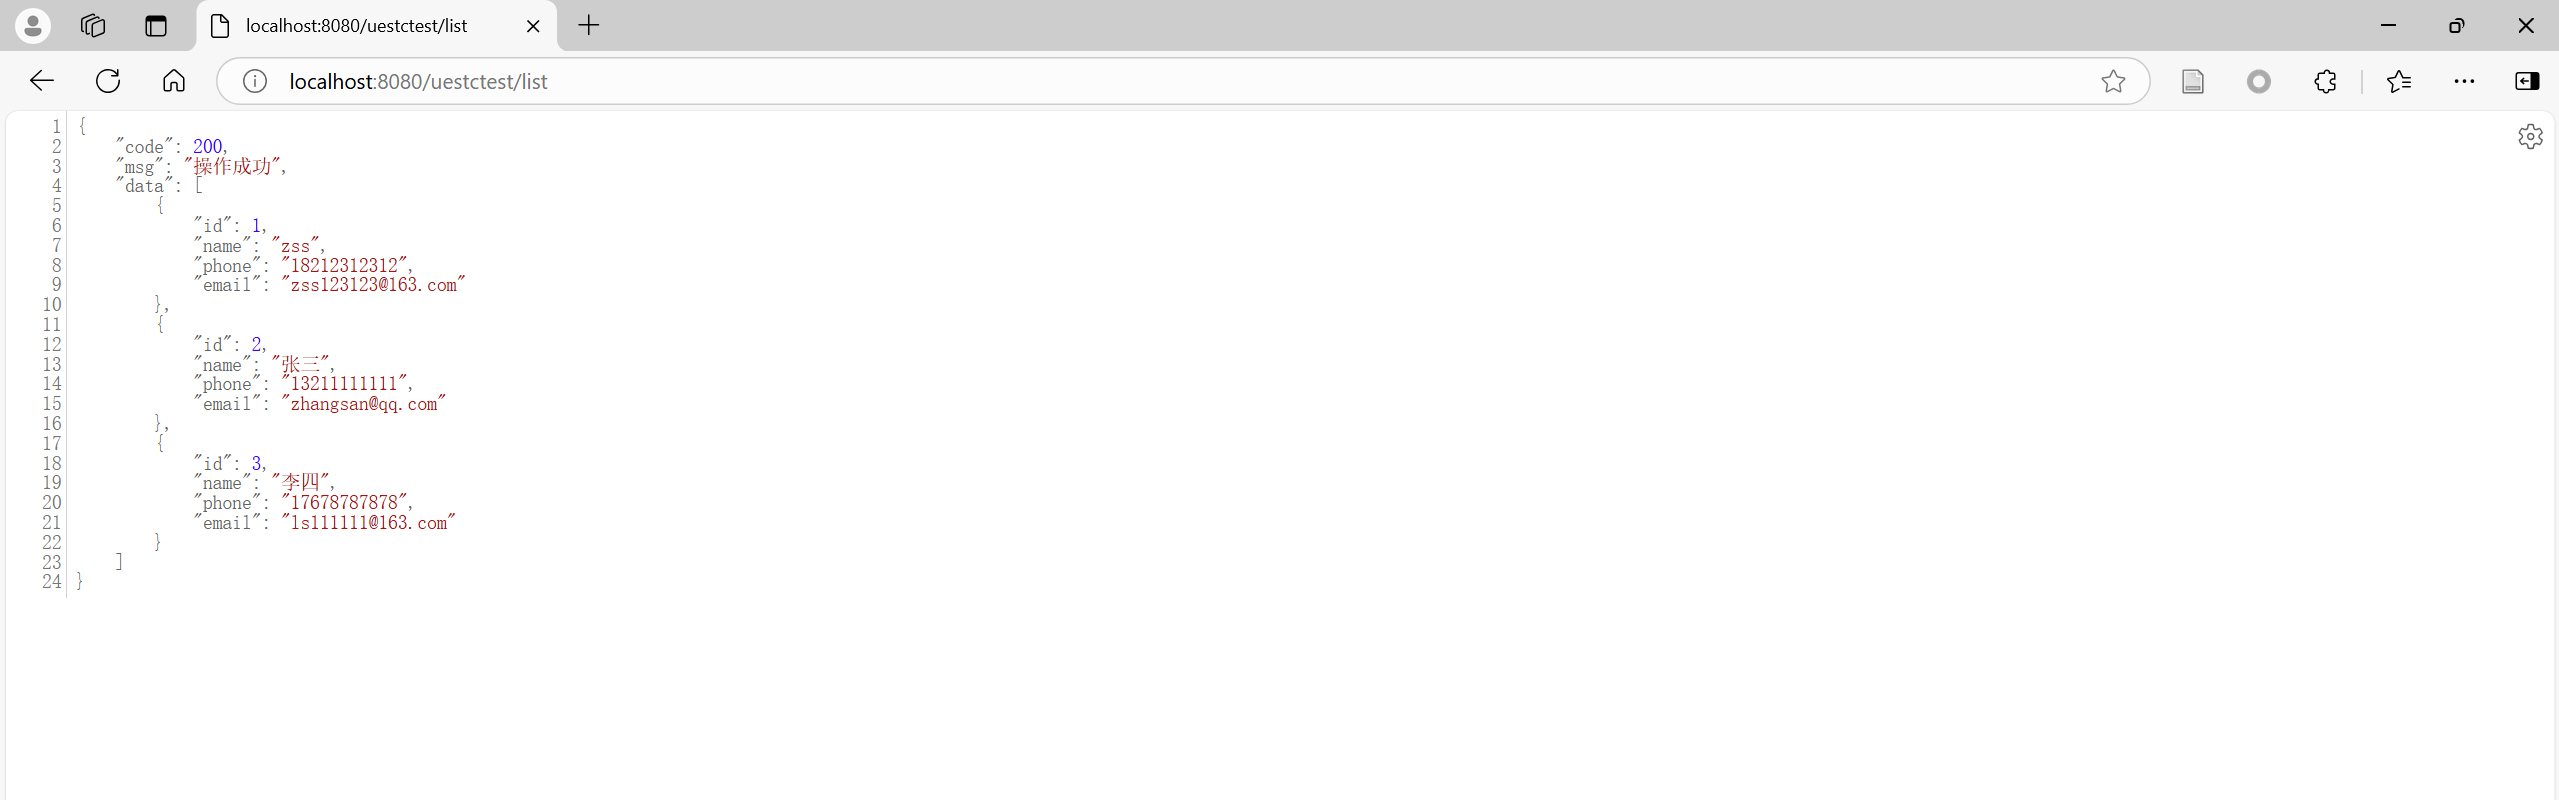 localhost:8080/uestctest/list
localhost:8080/uestctest/list
1 {
2 "code": 200,
3 "msg": "操作成功",
4 "data": [
5 {
6 "id": 1,
7 "name": "zss",
8 "phone": "18212312312",
9 "email": "zss123123@163.com"
10 },
11 {
12 "id": 2,
13 "name": "张三",
14 "phone": "13211111111",
15 "email": "zhangsan@qq.com"
16 },
17 {
18 "id": 3,
19 "name": "李四",
20 "phone": "17678787878",
21 "email": "ls111111@163.com"
22 }
23 ]
24 }